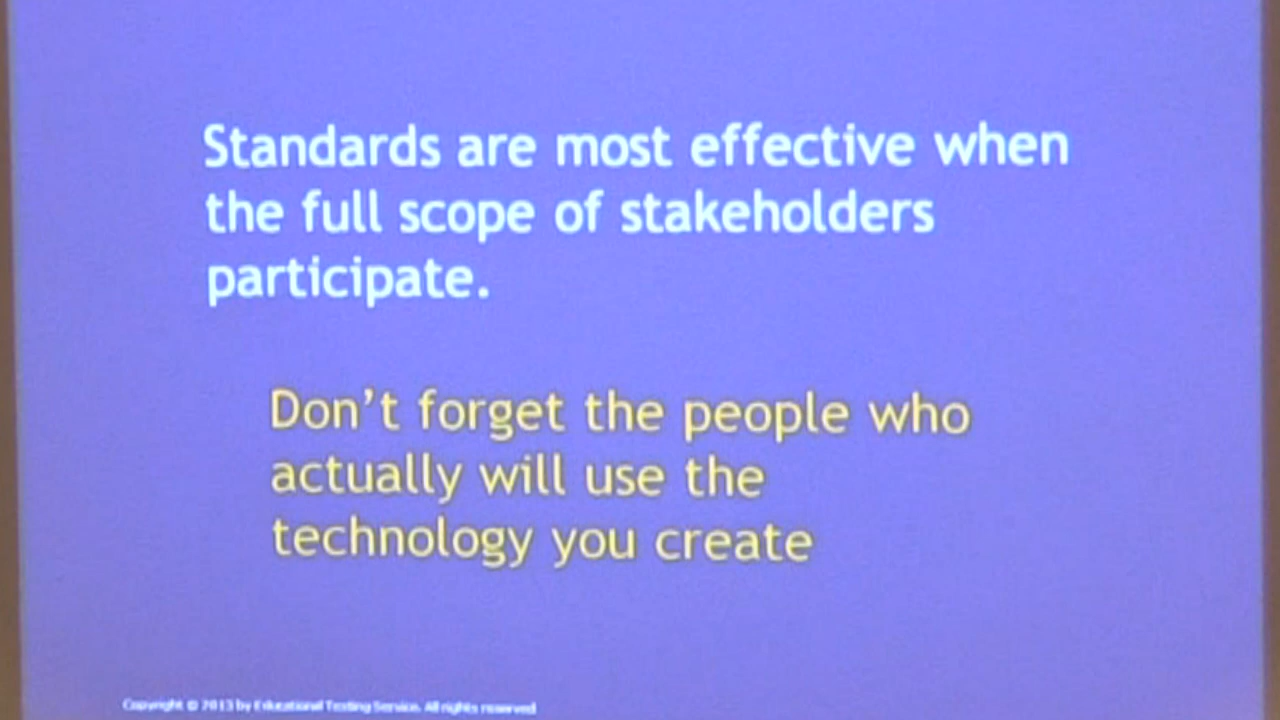 Standards are most effective when
the full scope of stakeholders
participate.
Don't forget the people who
actually will use the
technology you create
Copyright © 2013 by Educational Testing Service. All rights reserved